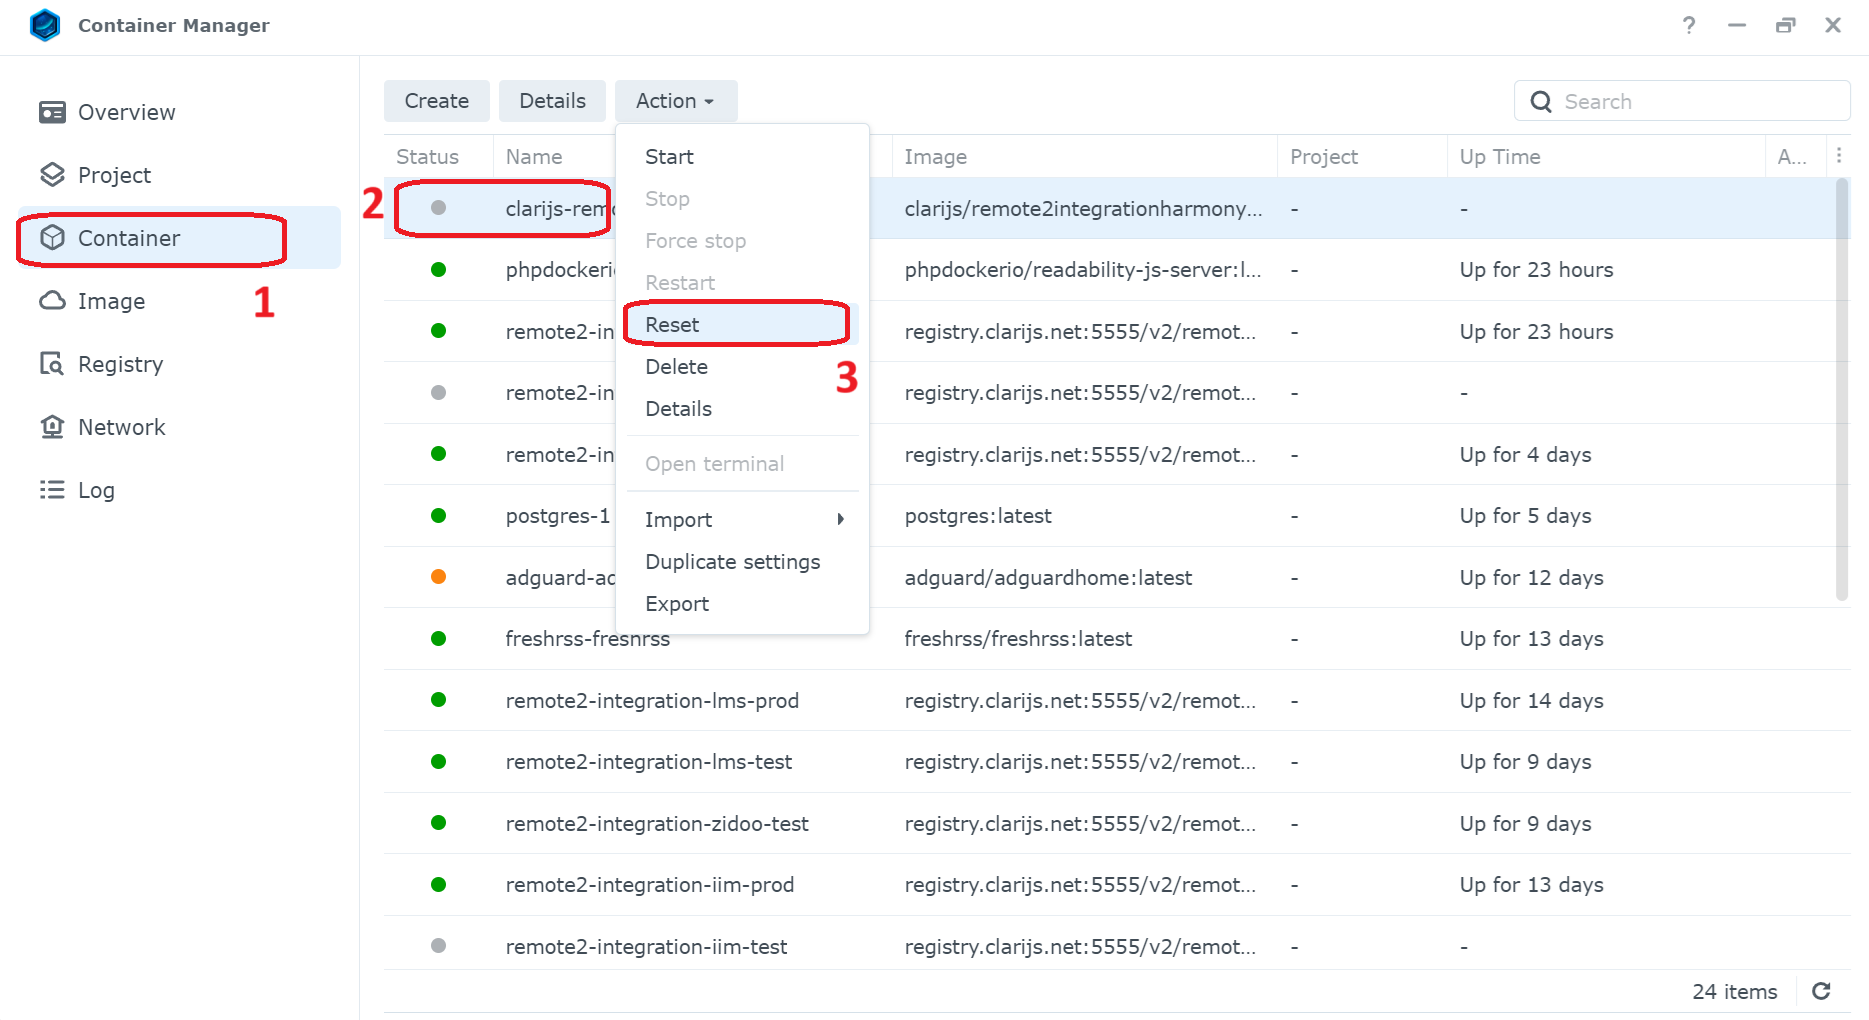 Container Manager
?
Overview
Project
Container
Image
Registry
Network
Log
1
2
3
Create Details Action
Search
Status Name Image Project Up Time A...
clarijs-remo clarijs/remote2integrationharmony... - -
phpdockeri phpdockerio/readability-js-server:l... - Up for 23 hours
remote2-in registry.clarijs.net:5555/v2/remot... - Up for 23 hours
remote2-in registry.clarijs.net:5555/v2/remot... - -
remote2-in registry.clarijs.net:5555/v2/remot... - Up for 4 days
postgres-1 postgres:latest - Up for 5 days
adguard-ad adguard/adguardhome:latest - Up for 12 days
freshrss-freshrss freshrss/freshrss:latest - Up for 13 days
remote2-integration-lms-prod registry.clarijs.net:5555/v2/remot... - Up for 14 days
remote2-integration-lms-test registry.clarijs.net:5555/v2/remot... - Up for 9 days
remote2-integration-zidoo-test registry.clarijs.net:5555/v2/remot... - Up for 9 days
remote2-integration-iim-prod registry.clarijs.net:5555/v2/remot... - Up for 13 days
remote2-integration-iim-test registry.clarijs.net:5555/v2/remot... - -
Start
Stop
Force stop
Restart
Reset
Delete
Details
Open terminal
Import
Duplicate settings
Export
24 items